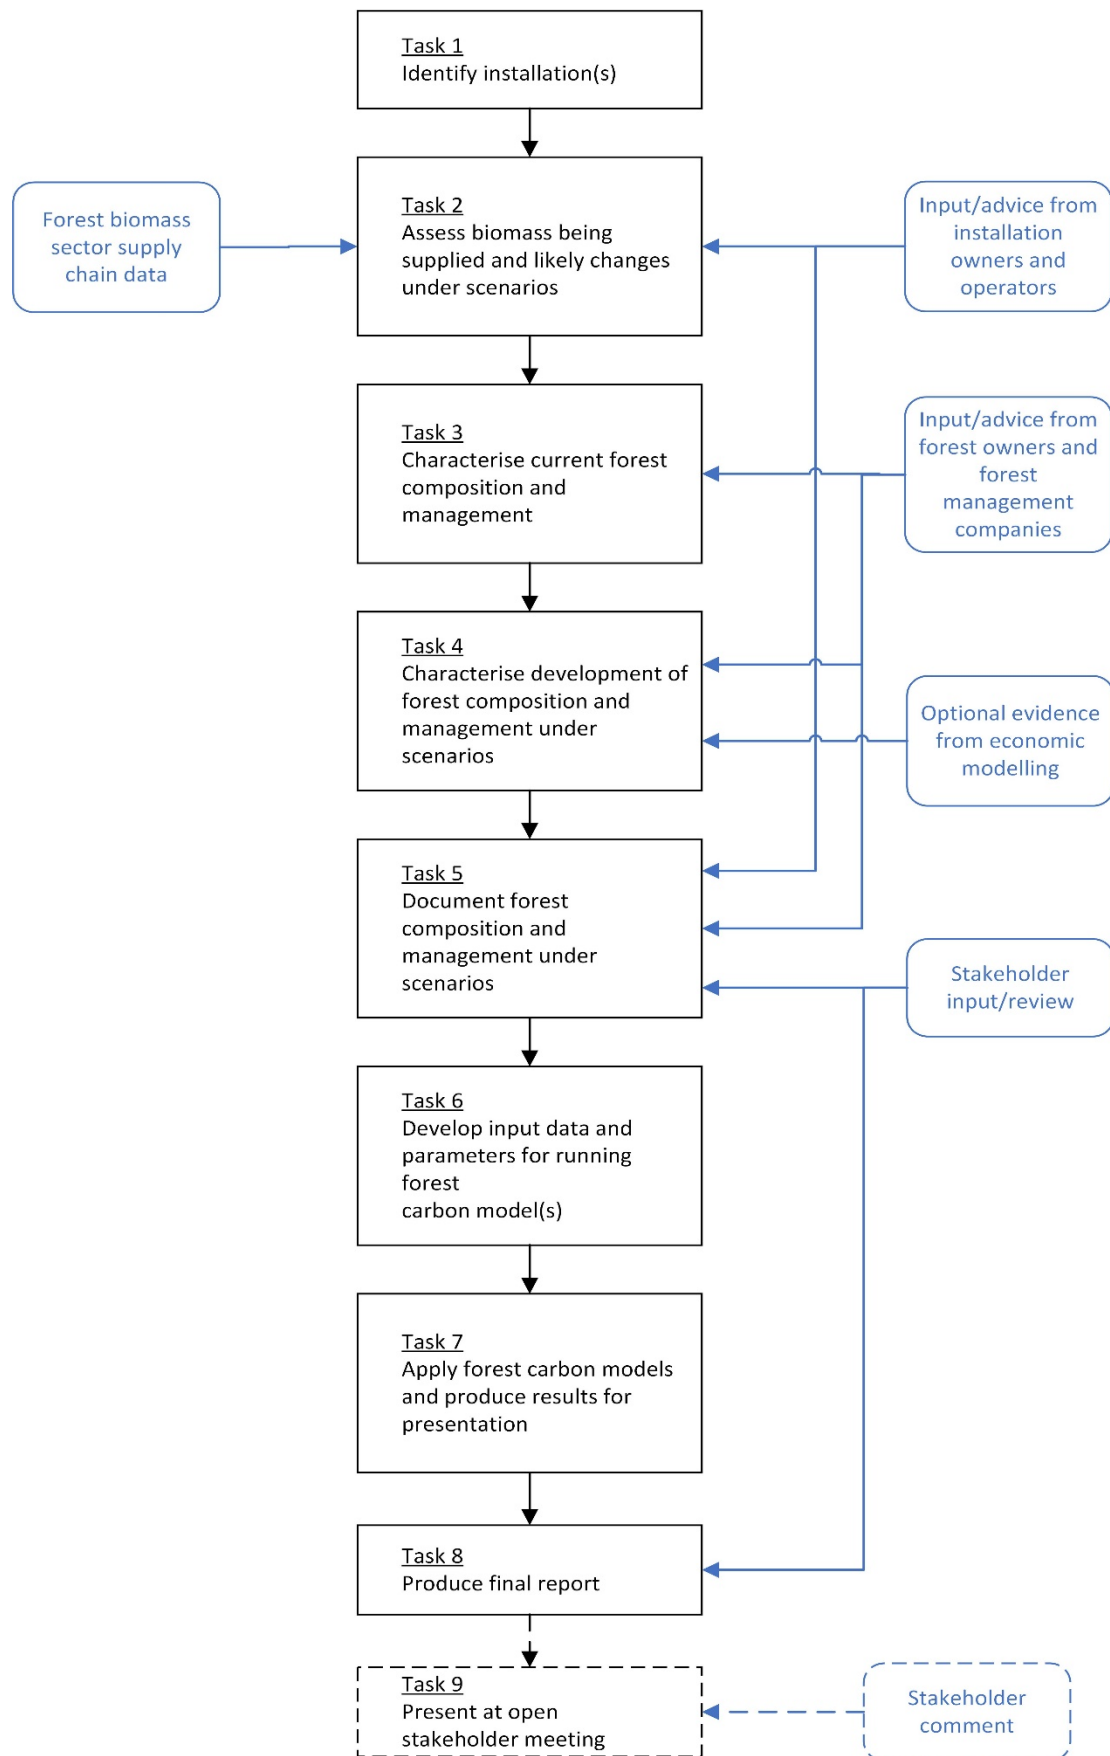 Task 1
Identify installation(s)
Forest biomass
sector supply
chain data
Task 2
Assess biomass being
supplied and likely changes
under scenarios
Input/advice from
installation
owners and
operators
Task 3
Characterise current forest
composition and
management
Input/advice from
forest owners and
forest
management
companies
Task 4
Characterise development of
forest composition and
management under
scenarios
Optional evidence
from economic
modelling
Task 5
Document forest
composition and
management under
scenarios
Stakeholder
input/review
Task 6
Develop input data and
parameters for running
forest
carbon model(s)
Task 7
Apply forest carbon models
and produce results for
presentation
Task 8
Produce final report
Task 9
Present at open
stakeholder meeting
Stakeholder
comment